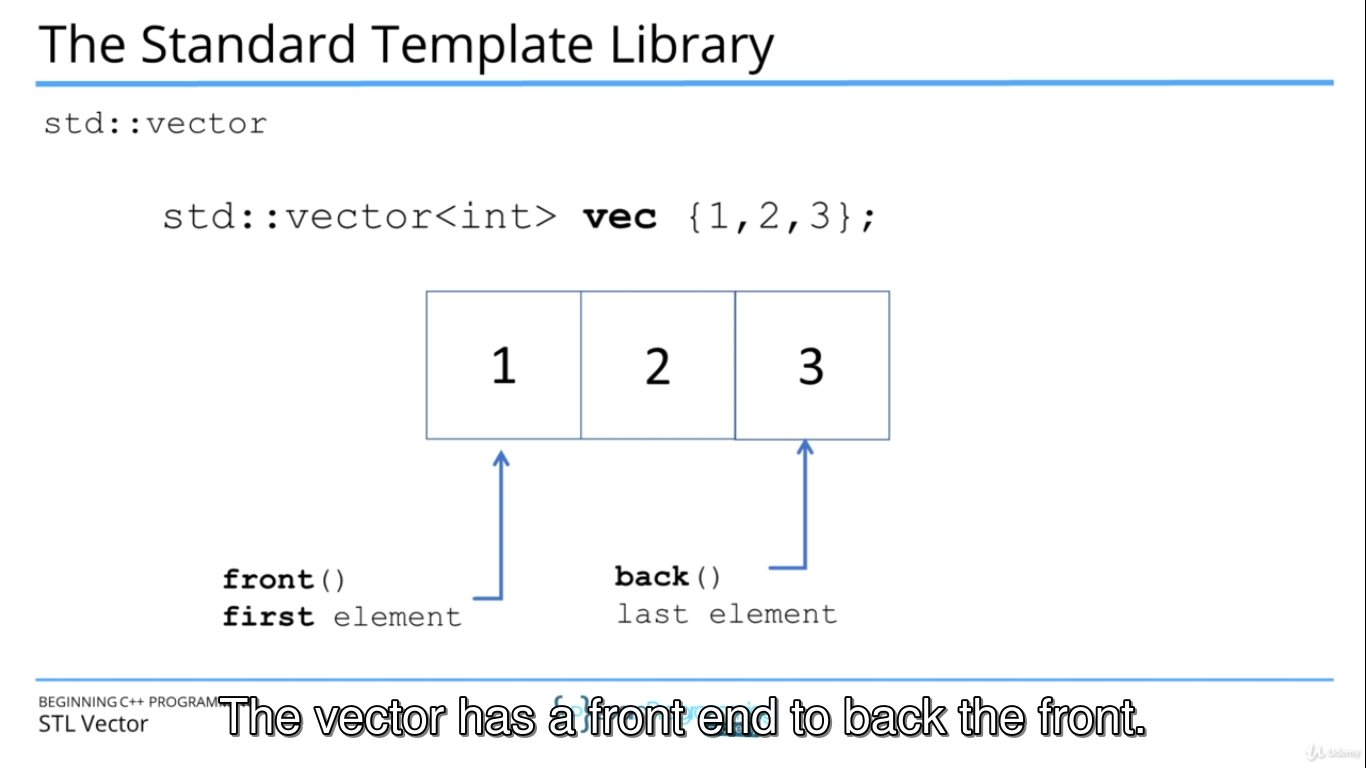 The Standard Template Library
std::vector
std::vector<int> vec {1,2,3};
1 2 3
front()
first element
back()
last element
BEGINNING C++ PROGRAM
STL Vector
The vector has a front end to back the front.
Udemy